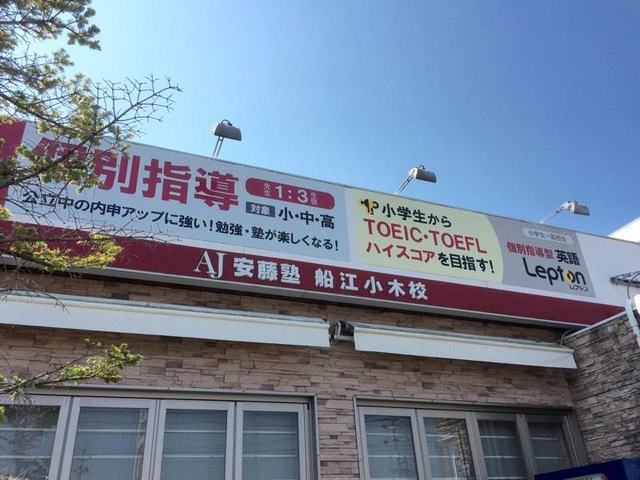 個別指導
先生1:3生徒
対象 小・中・高
公立中の内申アップに強い!勉強・塾が楽しくなる!
小学生から
TOEIC・TOEFL
ハイスコアを目指す!
小学生〜高校生
個別指導型 英語
Lepton
レプトン
AJ 安藤塾 船江小木校